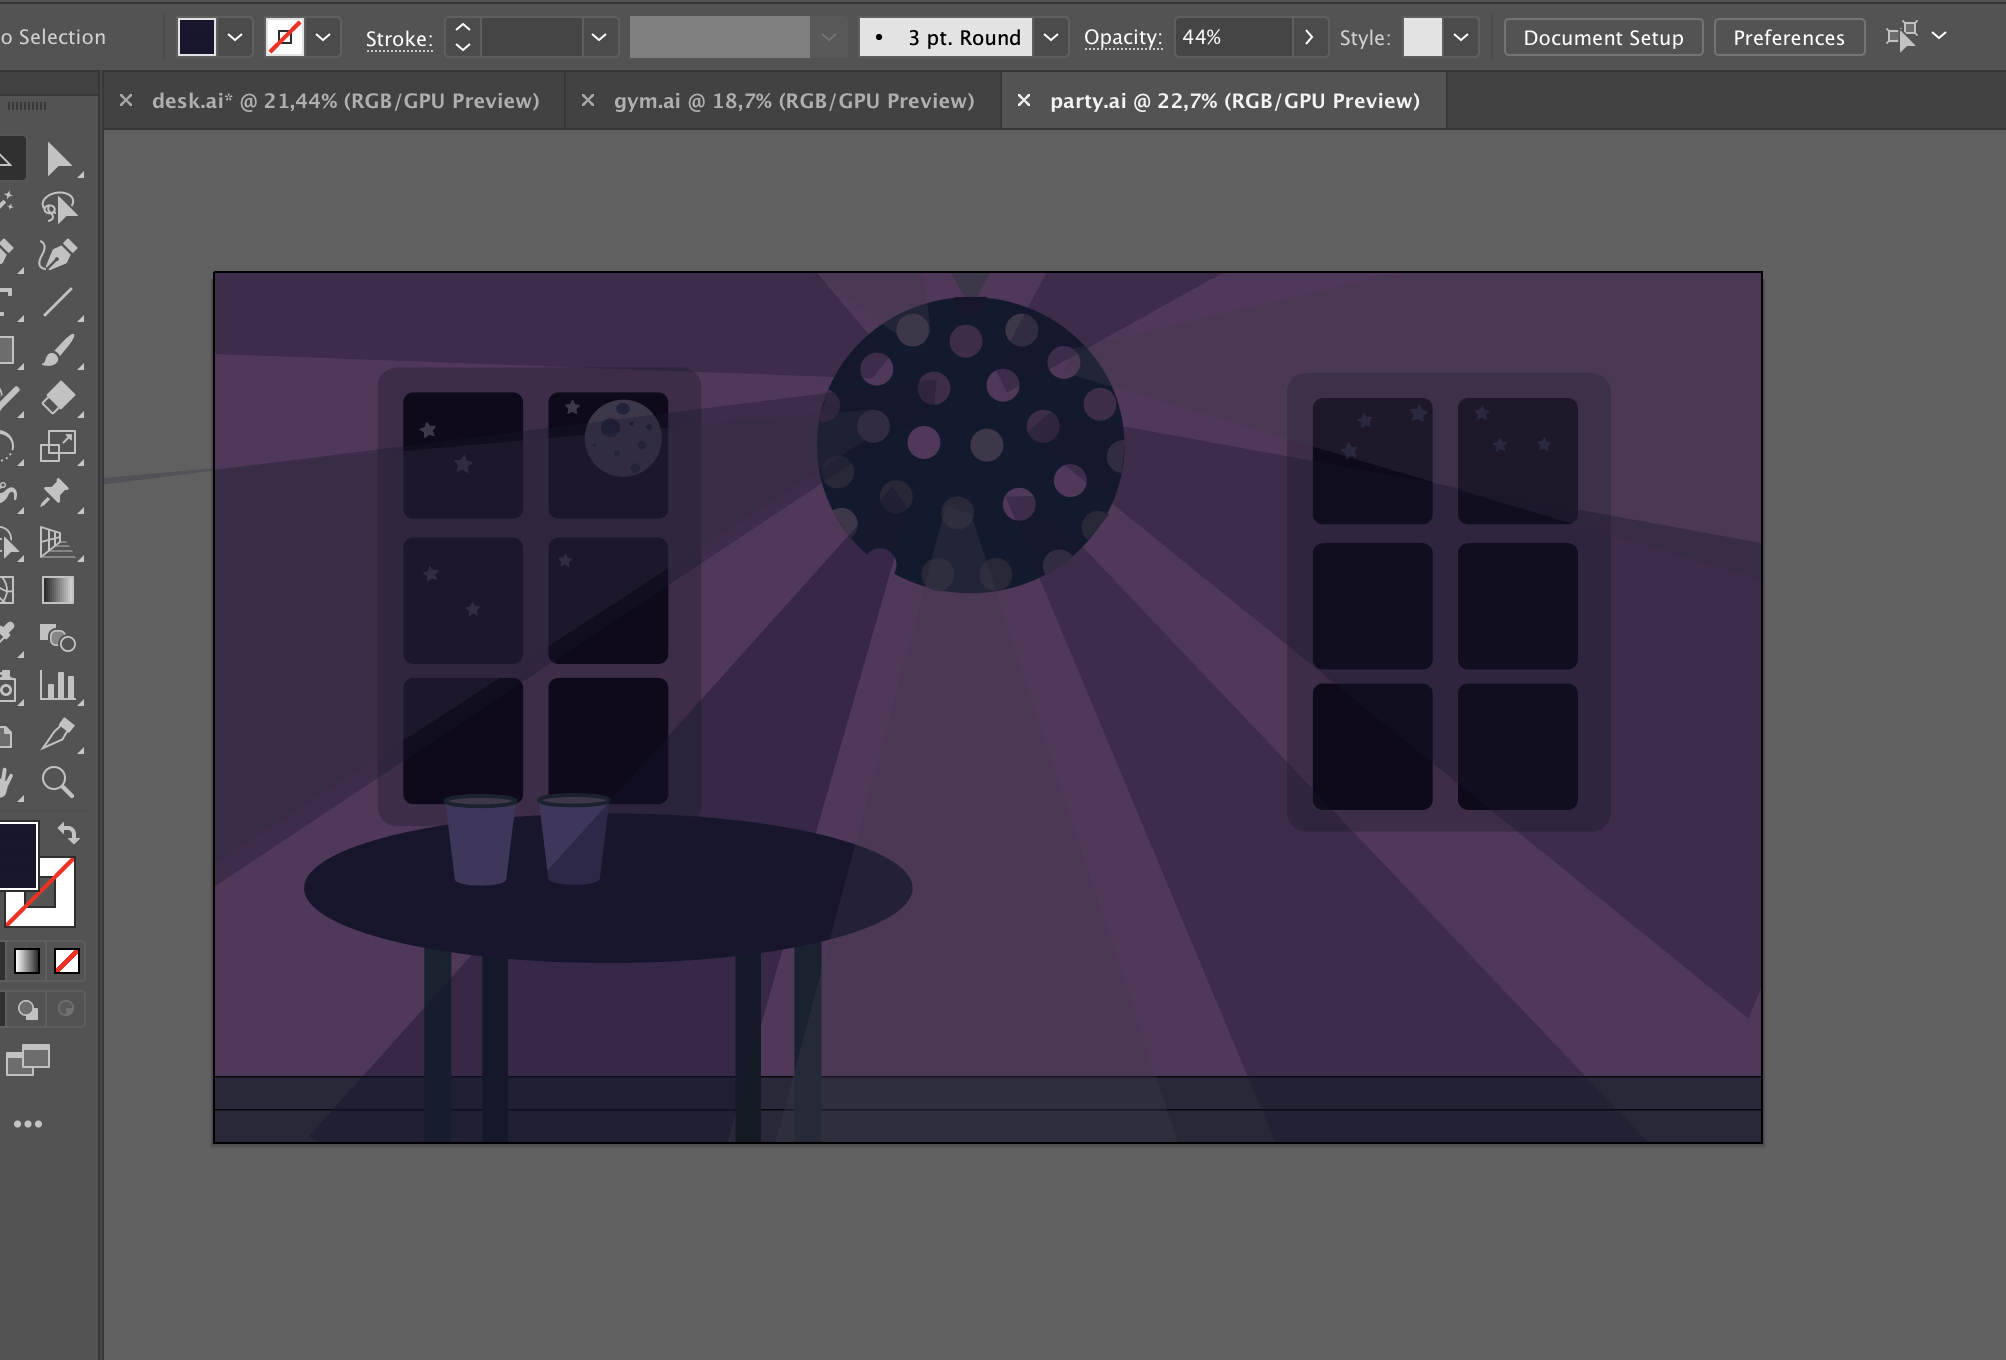 o Selection
Stroke:
3 pt. Round
Opacity:
44%
Style:
Document Setup
Preferences
desk.ai* @ 21,44% (RGB/GPU Preview)
gym.ai @ 18,7% (RGB/GPU Preview)
party.ai @ 22,7% (RGB/GPU Preview)